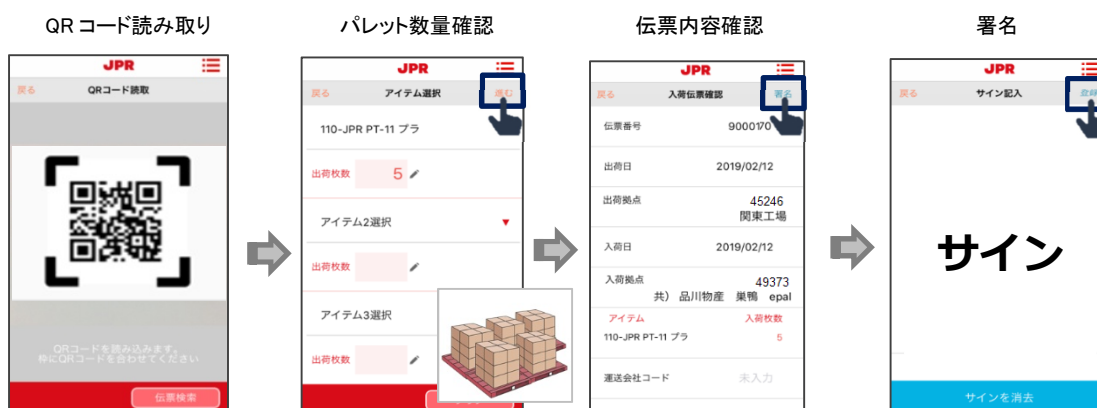 QRコード読み取り
パレット数量確認
伝票内容確認
署名
JPR
戻る
QRコード読取
QRコードを読み込みます。
枠にQRコードを合わせてください
伝票検索
JPR
戻る
アイテム選択
進む
110-JPR PT-11 プラ
出荷枚数
5
アイテム2選択
▼
出荷枚数
アイテム3選択
出荷枚数
JPR
戻る
入荷伝票確認
署名
伝票番号
9000170
出荷日
2019/02/12
出荷拠点
45246
関東工場
入荷日
2019/02/12
入荷拠点
49373
共） 品川物産 巣鴨 epal
アイテム
入荷枚数
110-JPR PT-11 プラ
5
運送会社コード
未入力
JPR
戻る
サイン記入
登録
サイン
サインを消去